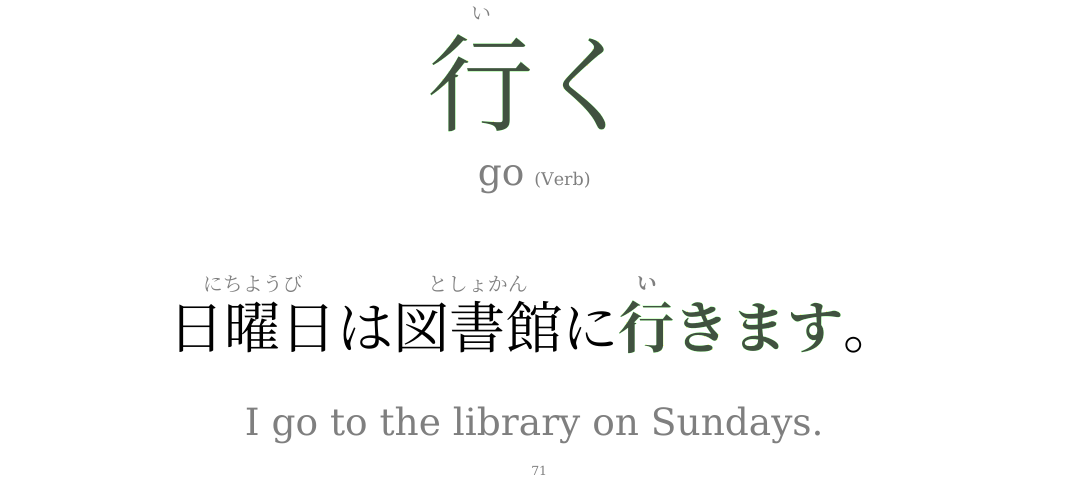 い
行く
go (Verb)
にちようび としょかん い
日曜日は図書館に行きます。
I go to the library on Sundays.
71